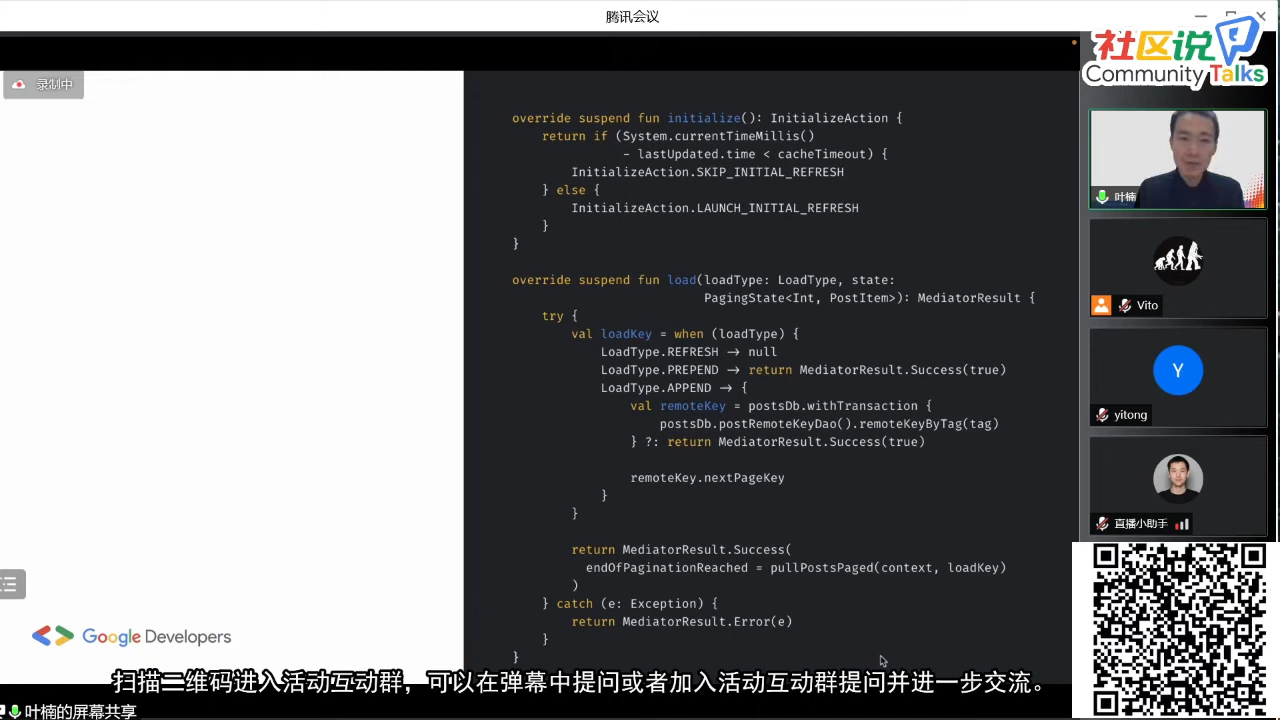 腾讯会议
社区说
Community Talks
录制中
override suspend fun initialize(): InitializeAction {
return if (System.currentTimeMillis()
- lastUpdated.time < cacheTimeout) {
InitializeAction.SKIP_INITIAL_REFRESH
} else {
InitializeAction.LAUNCH_INITIAL_REFRESH
}
}
override suspend fun load(loadType: LoadType, state:
PagingState<Int, PostItem>): MediatorResult {
try {
val loadKey = when (loadType) {
LoadType.REFRESH → null
LoadType.PREPEND → return MediatorResult.Success(true)
LoadType.APPEND → {
val remoteKey = postsDb.withTransaction {
postsDb.postRemoteKeyDao().remoteKeyByTag(tag)
} ?: return MediatorResult.Success(true)
remoteKey.nextPageKey
}
}
return MediatorResult.Success(
endOfPaginationReached = pullPostsPaged(context, loadKey)
)
} catch (e: Exception) {
return MediatorResult.Error(e)
}
}
叶楠
Vito
Y
yitong
直播小助手
Google Developers
扫描二维码进入活动互动群，可以在弹幕中提问或者加入活动互动群提问并进一步交流。
叶楠的屏幕共享